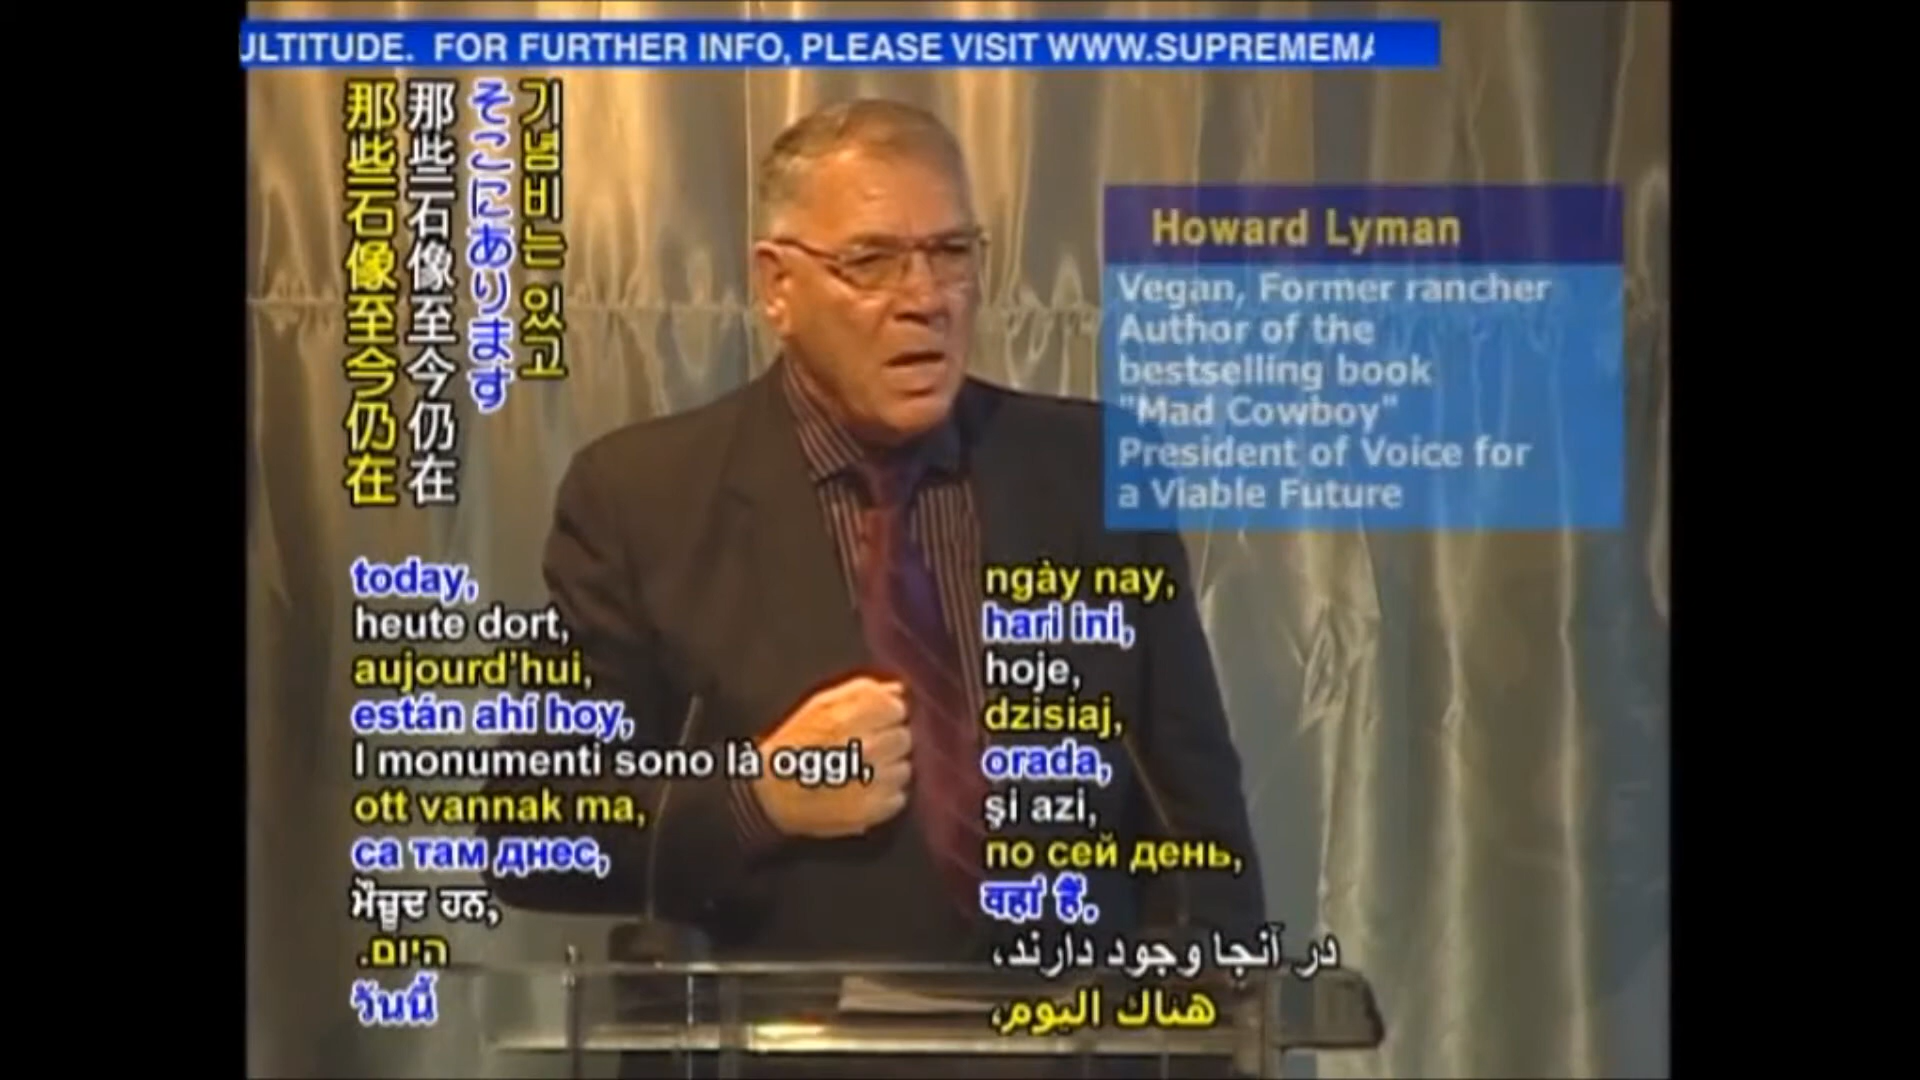 ULTITUDE. FOR FURTHER INFO, PLEASE VISIT WWW.SUPREMEMA
那些石像至今仍在
那些石像至今仍在
そこにあります
기념비는 있고
Howard Lyman
Vegan, Former rancher
Author of the
bestselling book
"Mad Cowboy"
President of Voice for
a Viable Future
today,
heute dort,
aujourd'hui,
están ahí hoy,
I monumenti sono là oggi,
ott vannak ma,
са там днес,
ਮੌਜੂਦ ਹਨ,
היום.
วันนี้
ngày nay,
hari ini,
hoje,
dzisiaj,
orada,
şi azi,
по сей день,
वहां हैं.
در آنجا وجود دارند،
هناك اليوم،